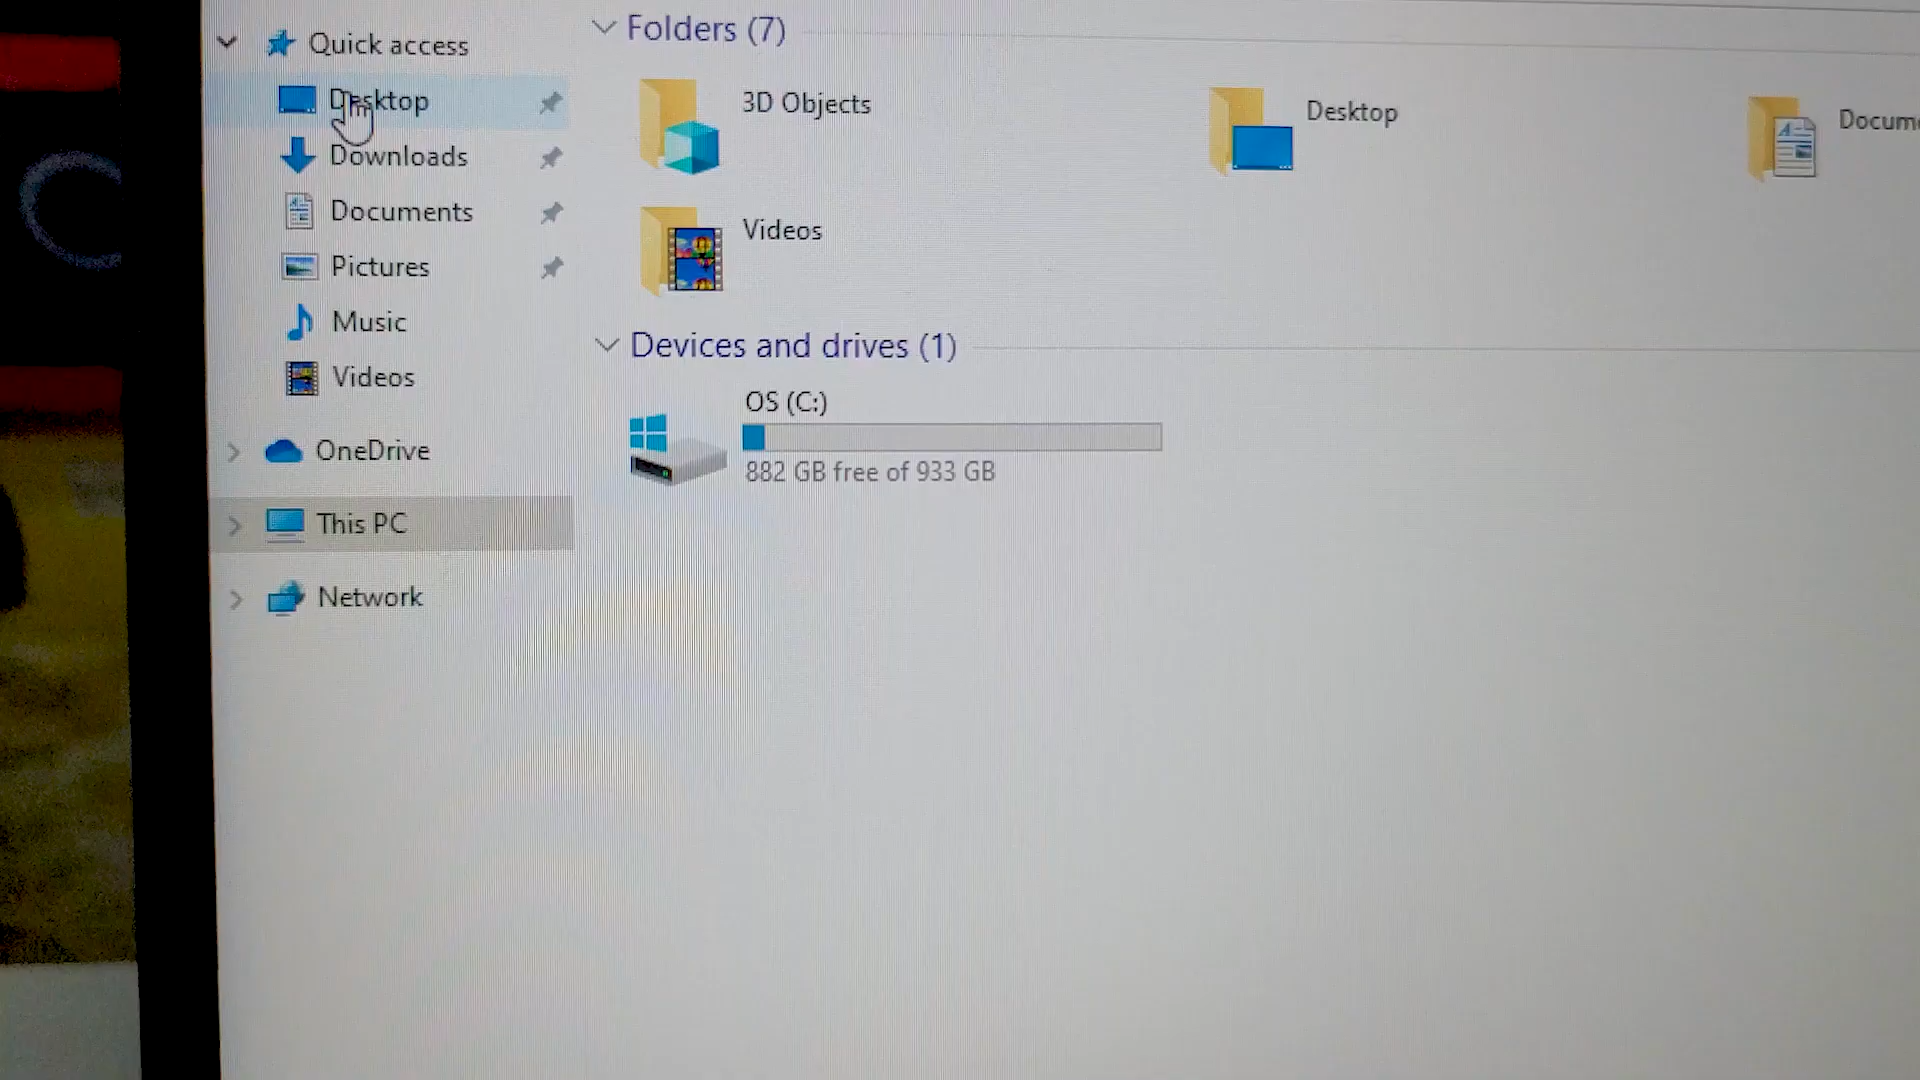 Quick access
Desktop
Downloads
Documents
Pictures
Music
Videos
OneDrive
This PC
Network
Folders (7)
3D Objects
Desktop
Docume
Videos
Devices and drives (1)
OS (C:)
882 GB free of 933 GB